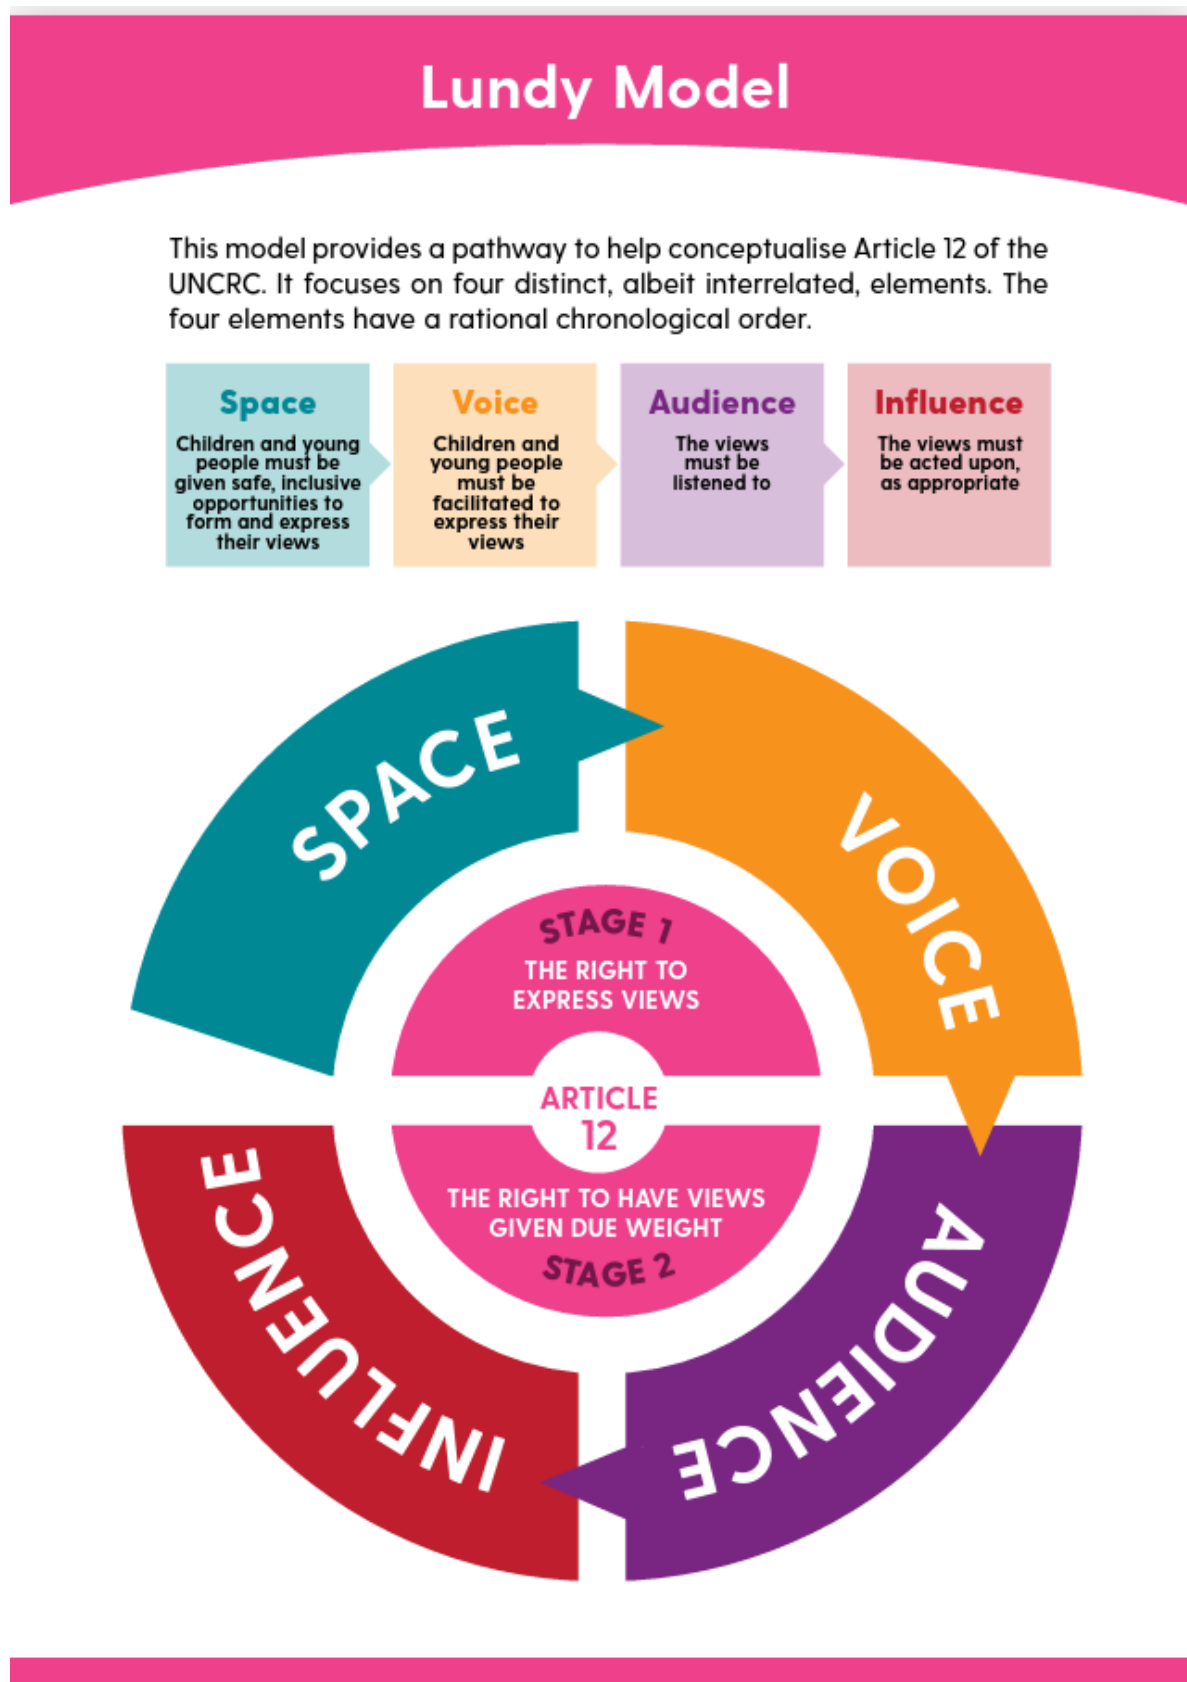 Lundy Model
This model provides a pathway to help conceptualise Article 12 of the
UNCRC. It focuses on four distinct, albeit interrelated, elements. The
four elements have a rational chronological order.
Space
Children and young
people must be
given safe, inclusive
opportunities to
form and express
their views
Voice
Children and
young people
must be
facilitated to
express their
views
Audience
The views
must be
listened to
Influence
The views must
be acted upon,
as appropriate
SPACE
VOICE
STAGE 1
THE RIGHT TO
EXPRESS VIEWS
ARTICLE
12
THE RIGHT TO HAVE VIEWS
GIVEN DUE WEIGHT
STAGE 2
AUDIENCE
INFLUENCE